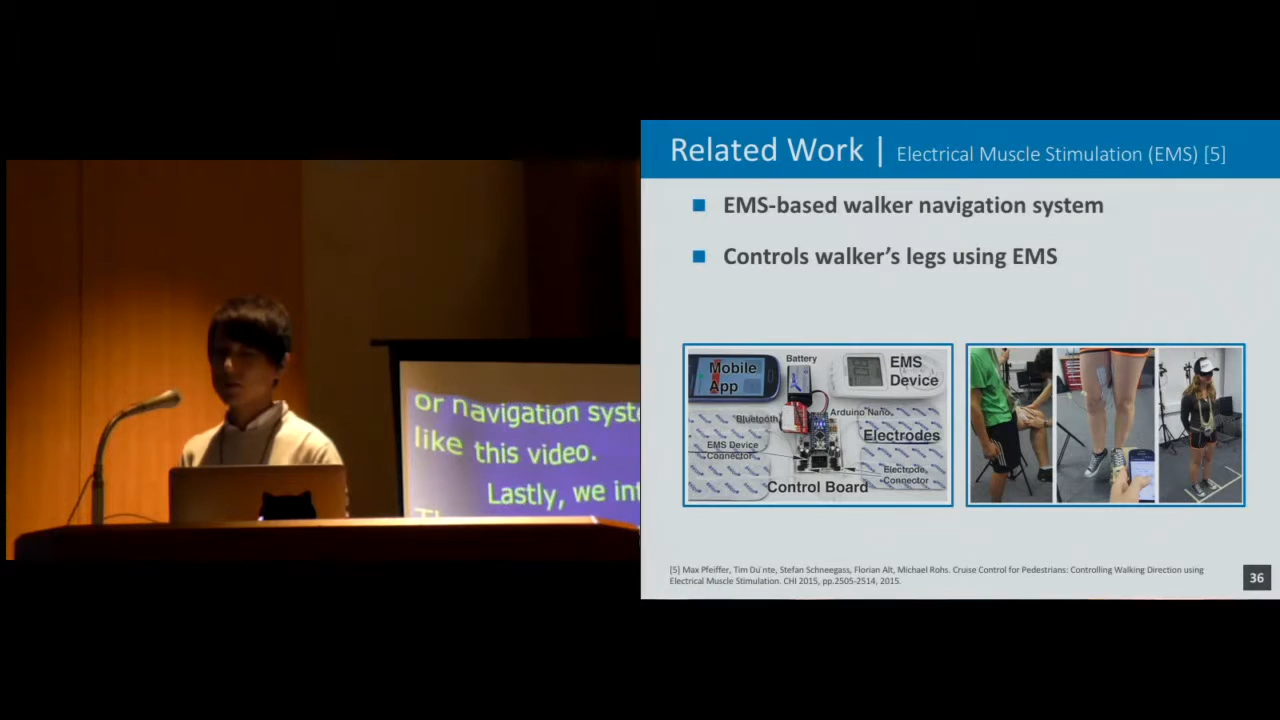 or navigation syste
like this video.
Lastly, we int
Related Work | Electrical Muscle Stimulation (EMS) [5]
EMS-based walker navigation system
Controls walker's legs using EMS
Mobile
App
Battery
EMS
Device
Bluetooth
Arduino Nano
EMS Device
Connector
Electrodes
Electrode
Connector
Control Board
[5] Max Pfeiffer, Tim Du ̈nte, Stefan Schneegass, Florian Alt, Michael Rohs. Cruise Control for Pedestrians: Controlling Walking Direction using
Electrical Muscle Stimulation. CHI 2015, pp.2505-2514, 2015.
36